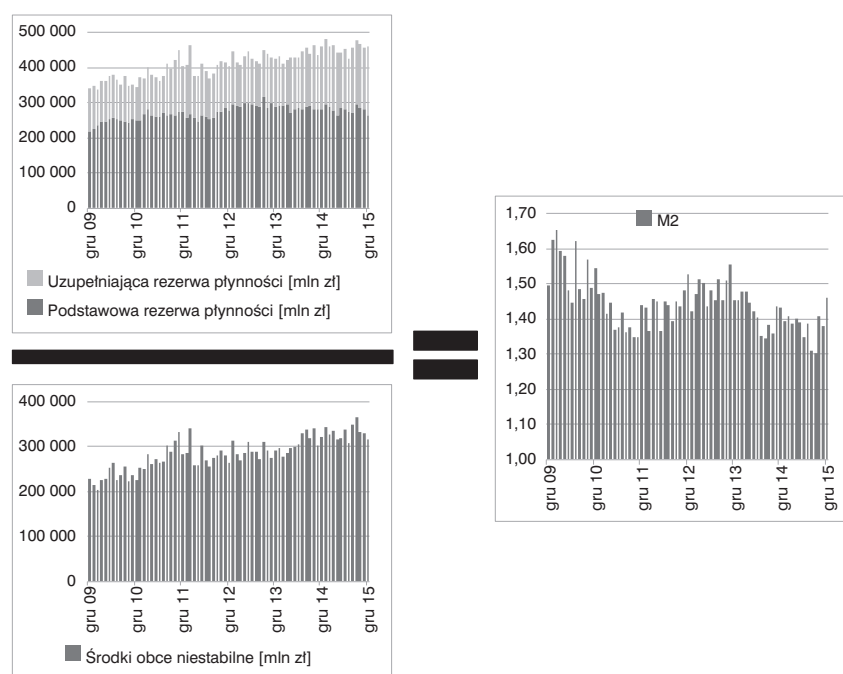 500 000
400 000
300 000
200 000
100 000
0
gru 09
gru 10
gru 11
gru 12
gru 13
gru 14
gru 15
Uzupełniająca rezerwa płynności [mln zł]
Podstawowa rezerwa płynności [mln zł]
400 000
300 000
200 000
100 000
0
gru 09
gru 10
gru 11
gru 12
gru 13
gru 14
gru 15
Środki obce niestabilne [mln zł]
M2
1,70
1,60
1,50
1,40
1,30
1,20
1,10
1,00
gru 09
gru 10
gru 11
gru 12
gru 13
gru 14
gru 15